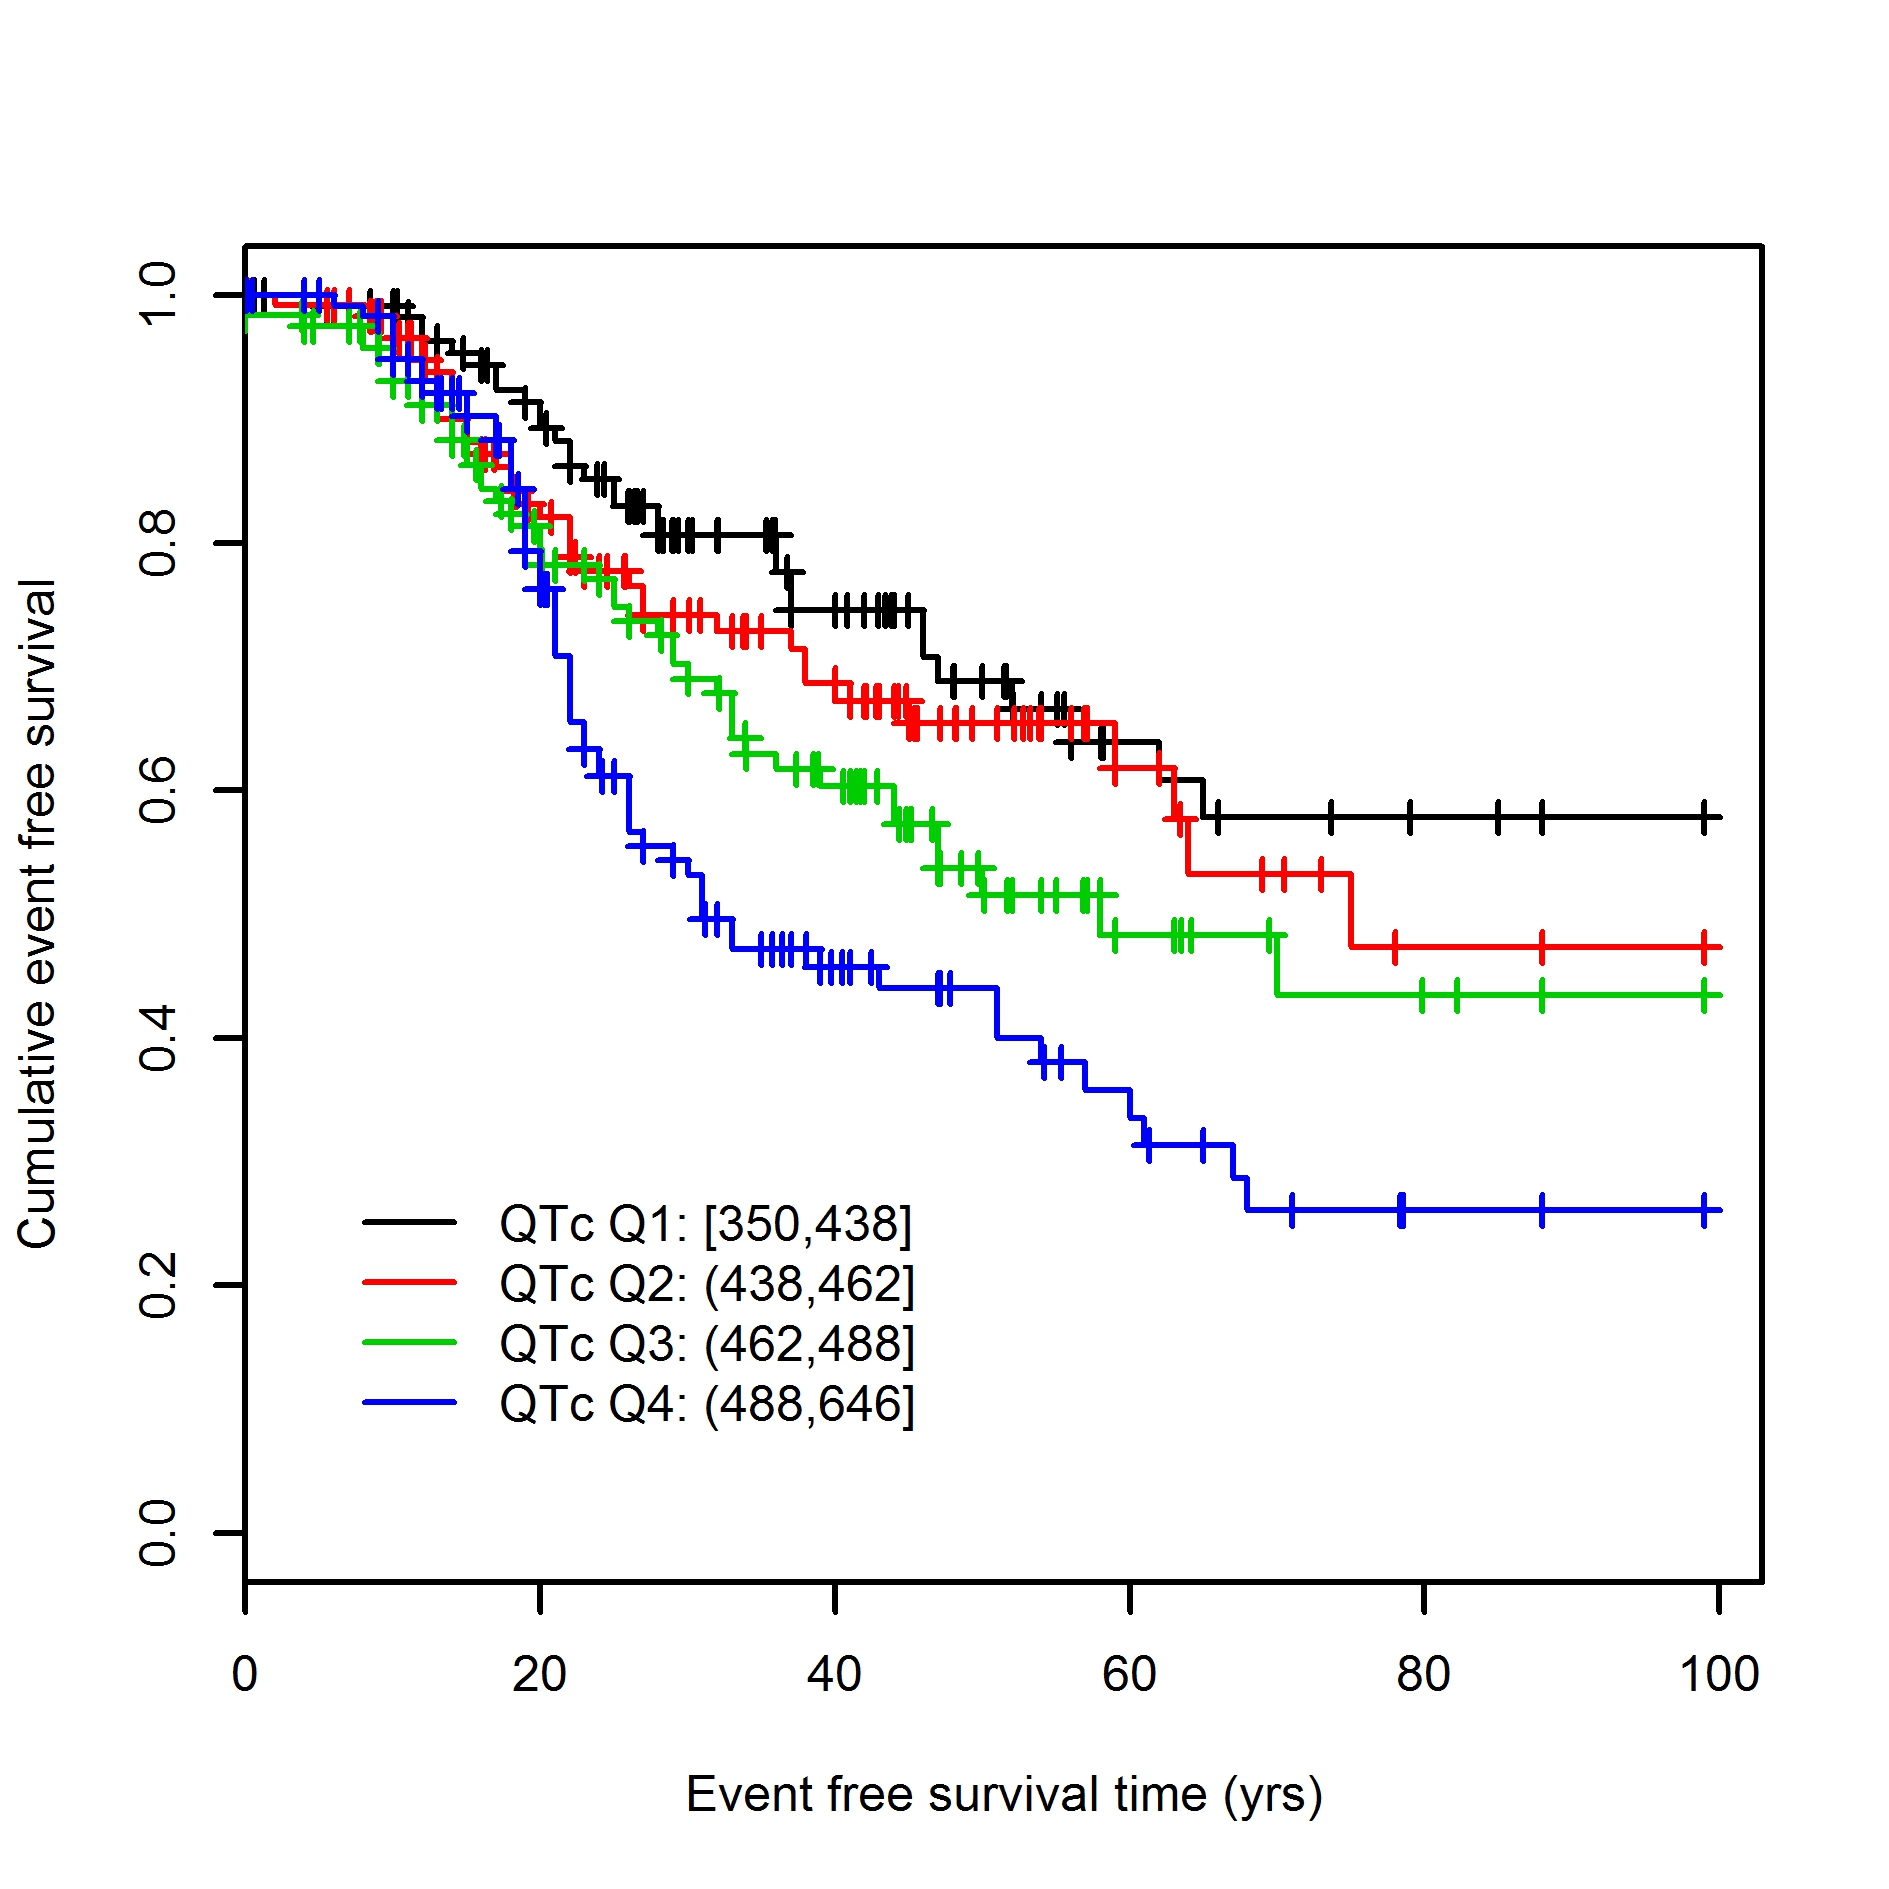 Cumulative event free survival
1.0
0.8
0.6
0.4
0.2
0.0
QTc Q1: [350,438]
QTc Q2: (438,462]
QTc Q3: (462,488]
QTc Q4: (488,646]
0 20 40 60 80 100
Event free survival time (yrs)